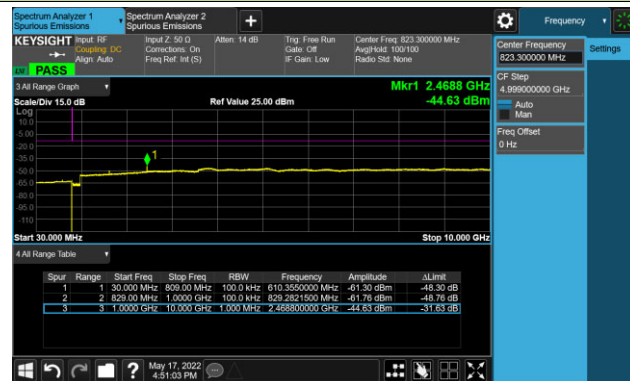 Spectrum Analyzer 1
Spurious Emissions
Spectrum Analyzer 2
Spurious Emissions
+
Frequency
KEYSIGHT
Input: RF
Coupling: DC
Align: Auto
Input Z: 50 Ω
Corrections: On
Freq Ref: Int (S)
Atten: 14 dB
Trig: Free Run
Gate: Off
IF Gain: Low
Center Freq: 823.300000 MHz
Avg|Hold: 100/100
Radio Std: None
PASS
Center Frequency
823.300000 MHz
Settings
CF Step
4.999000000 GHz
Auto
Man
Freq Offset
0 Hz
3 All Range Graph
Mkr1 2.4688 GHz
Scale/Div 15.0 dB
Ref Value 25.00 dBm
-44.63 dBm
Log
10.0
-5.00
-20.0
-35.0
-50.0
-65.0
-80.0
-95.0
-110
1
Start 30.000 MHz
Stop 10.000 GHz
4 All Range Table
Spur Range Start Freq Stop Freq RBW Frequency Amplitude ΔLimit
1 1 30.000 MHz 809.00 MHz 100.0 kHz 610.3550000 MHz -61.30 dBm -48.30 dB
2 2 829.00 MHz 1.0000 GHz 100.0 kHz 829.2821500 MHz -61.76 dBm -48.76 dB
3 3 1.0000 GHz 10.000 GHz 1.000 MHz 2.468800000 GHz -44.63 dBm -31.63 dB
?
May 17, 2022
4:51:03 PM